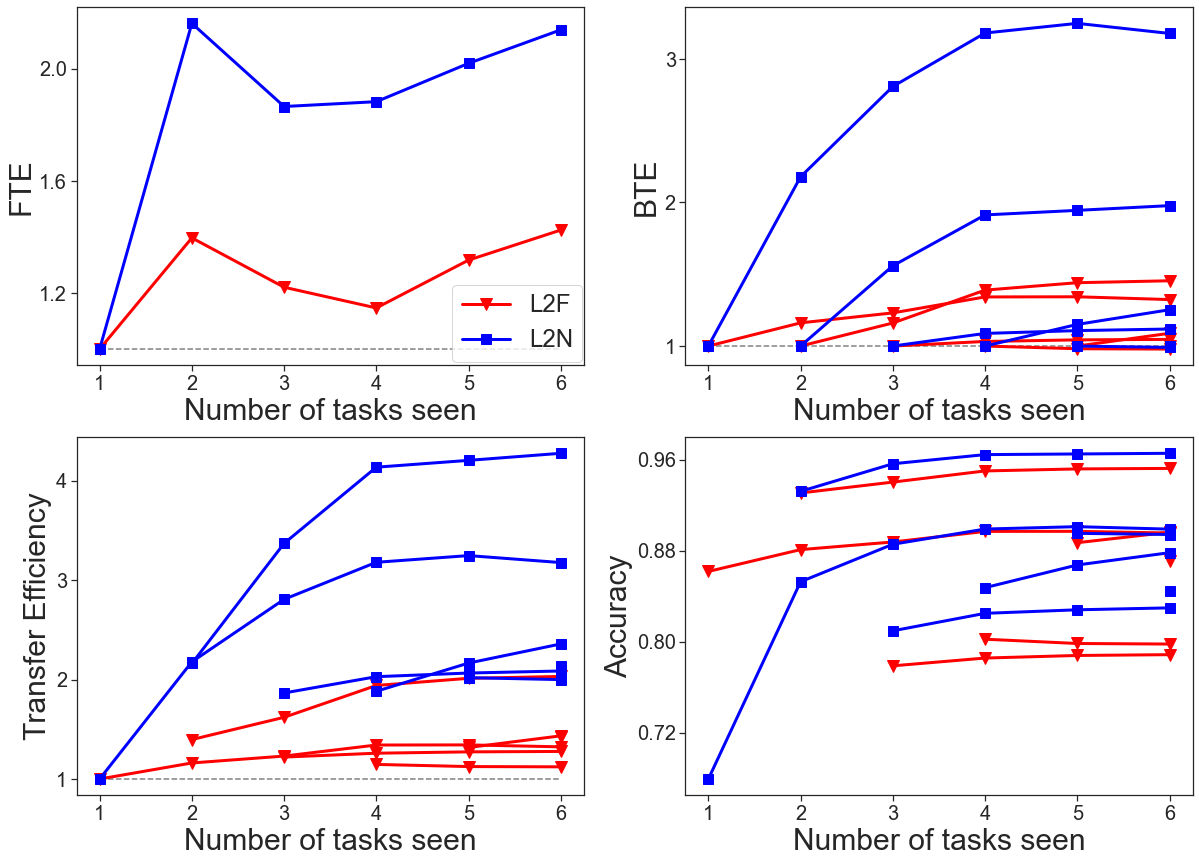 FTE
2.0
1.6
1.2
1 2 3 4 5 6
Number of tasks seen
L2F
L2N
BTE
3
2
1
1 2 3 4 5 6
Number of tasks seen
Transfer Efficiency
4
3
2
1
1 2 3 4 5 6
Number of tasks seen
Accuracy
0.96
0.88
0.80
0.72
1 2 3 4 5 6
Number of tasks seen